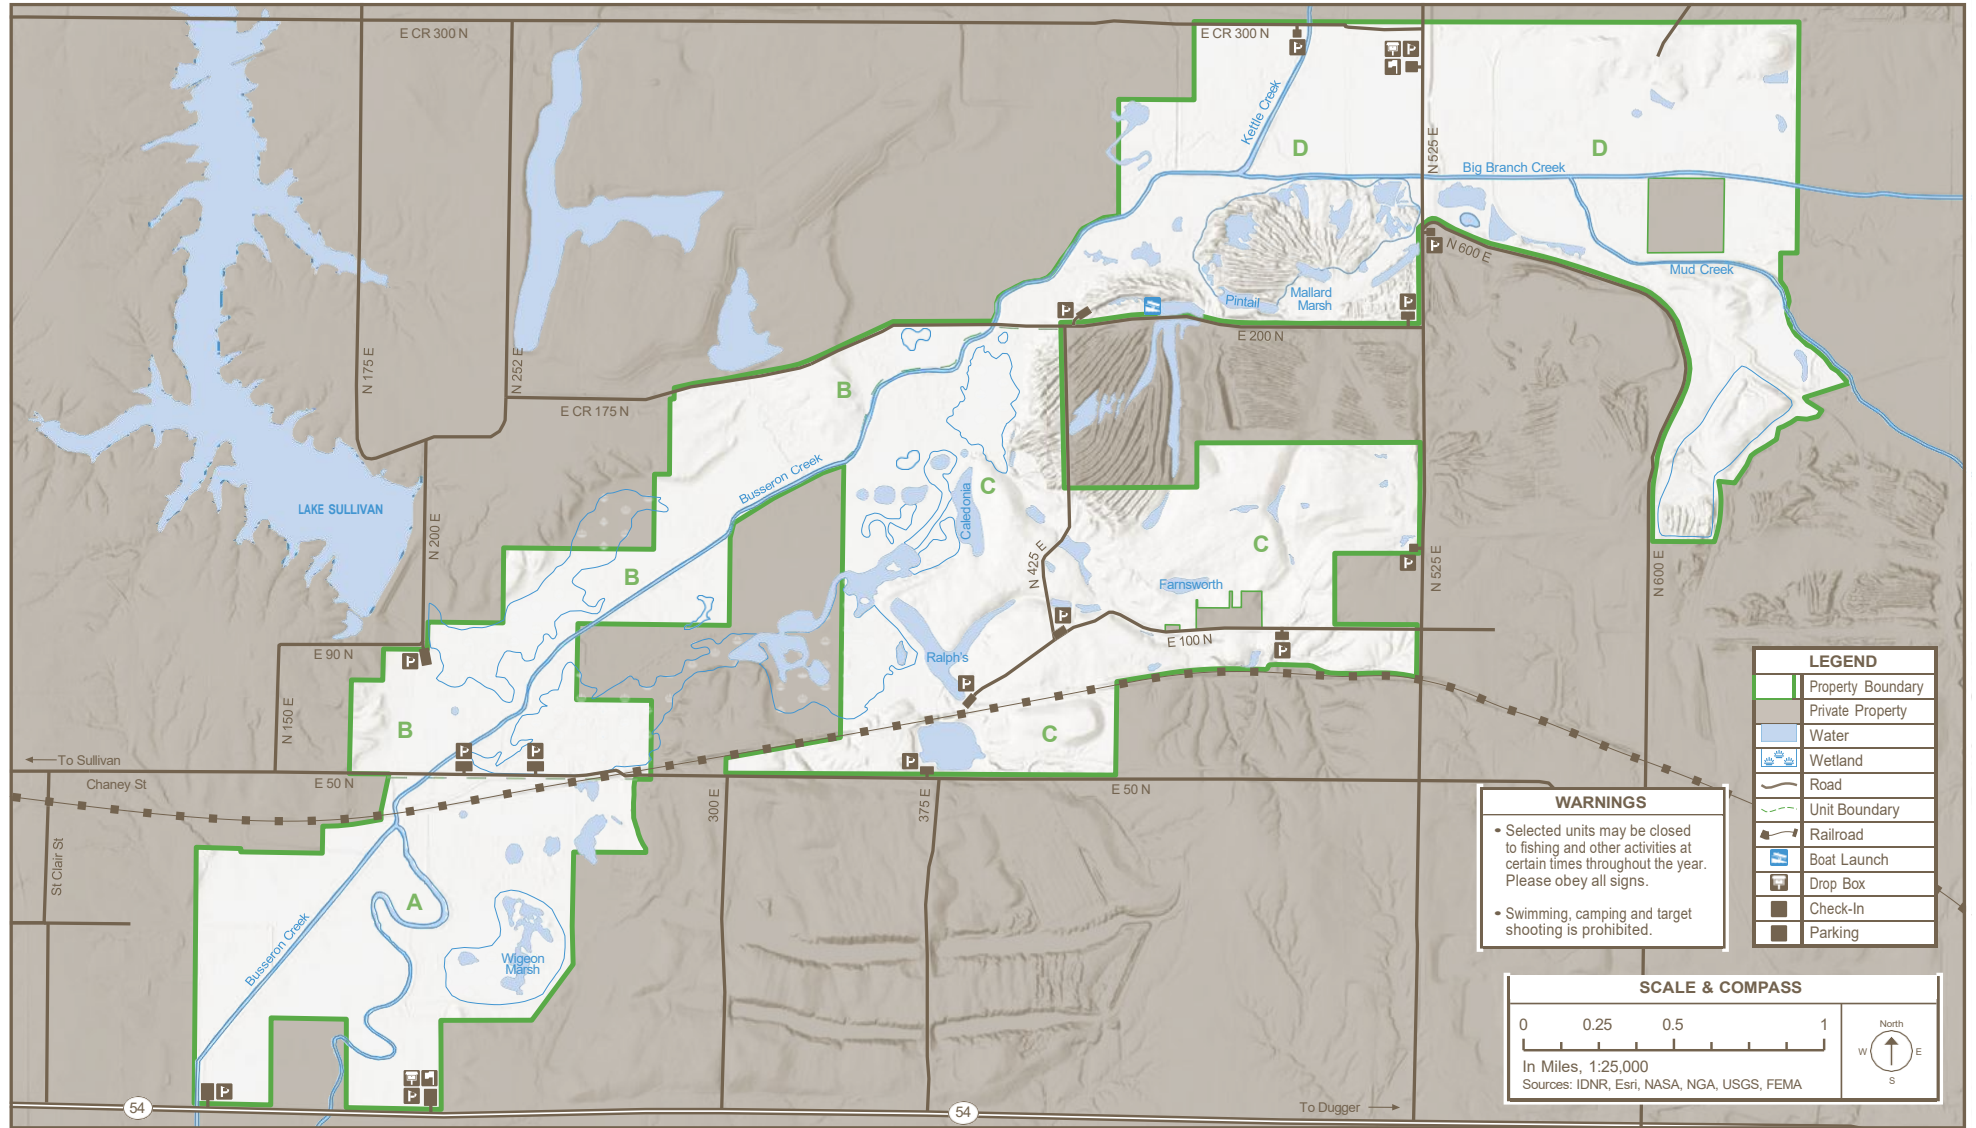 E CR 300 N
E CR 300 N
P
P
Kettle Creek
D
D
N 525 E
Big Branch Creek
P
N 600 E
Mud Creek
Pintail
Mallard
Marsh
P
P
E 200 N
N 175 E
N 252 E
E CR 175 N
B
Busseron Creek
C
Caledonia
LAKE SULLIVAN
N 200 E
N 425 E
C
P
N 525 E
N 600 E
B
Farnsworth
P
E 100 N
P
E 90 N
P
Ralph's
P
N 150 E
B
C
P
P
P
To Sullivan
Chaney St
E 50 N
300 E
375 E
E 50 N
St Clair St
A
Busseron Creek
Wigeon
Marsh
P
P
54
54
To Dugger
LEGEND
Property Boundary
Private Property
Water
Wetland
Road
Unit Boundary
Railroad
Boat Launch
Drop Box
Check-In
Parking
WARNINGS
• Selected units may be closed
to fishing and other activities at
certain times throughout the year.
Please obey all signs.
• Swimming, camping and target
shooting is prohibited.
SCALE & COMPASS
0 0.25 0.5 1
In Miles, 1:25,000
Sources: IDNR, Esri, NASA, NGA, USGS, FEMA
North
W E
S